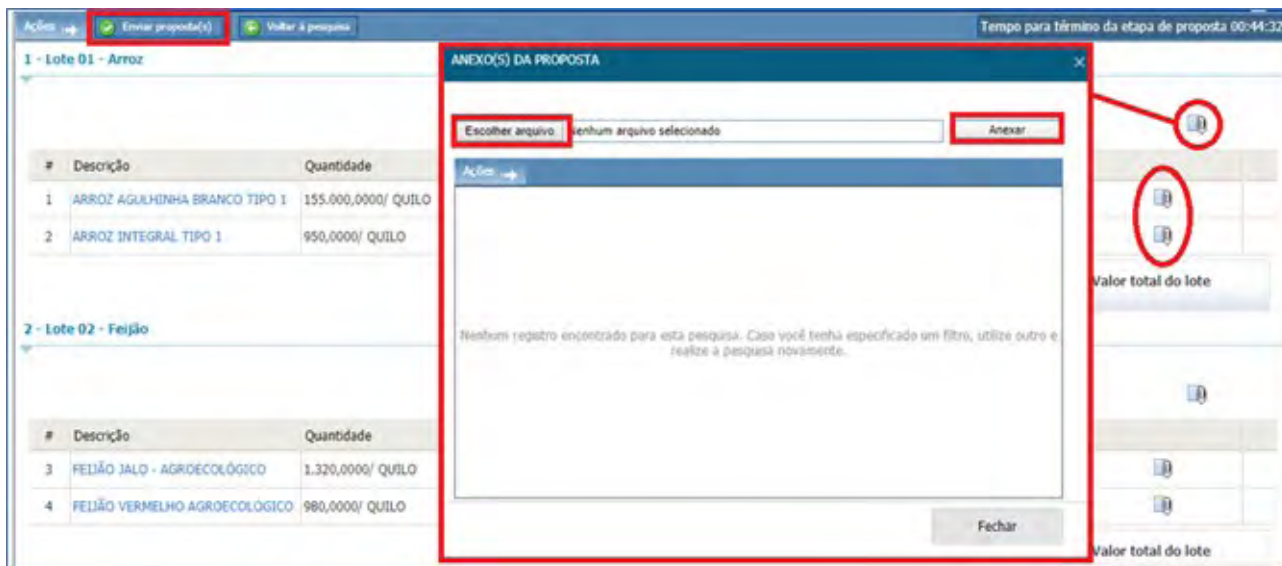 Ações Enviar proposta(s) Voltar à pesquisa Tempo para término da etapa de proposta 00:44:32
1 - Lote 01 - Arroz
ANEXO(S) DA PROPOSTA ×
Escolher arquivo Nenhum arquivo selecionado Anexar
Ações
# Descrição Quantidade
1 ARROZ AGULHINHA BRANCO TIPO 1 155.000,0000/ QUILO
2 ARROZ INTEGRAL TIPO 1 950,0000/ QUILO
Valor total do lote
2 - Lote 02 - Feijão
Nenhum registro encontrado para esta pesquisa. Caso você tenha especificado um filtro, utilize outro e
realize a pesquisa novamente.
# Descrição Quantidade
3 FEIJÃO JALO - AGROECOLÓGICO 1.320,0000/ QUILO
4 FEIJÃO VERMELHO AGROECOLÓGICO 980,0000/ QUILO
Fechar
Valor total do lote